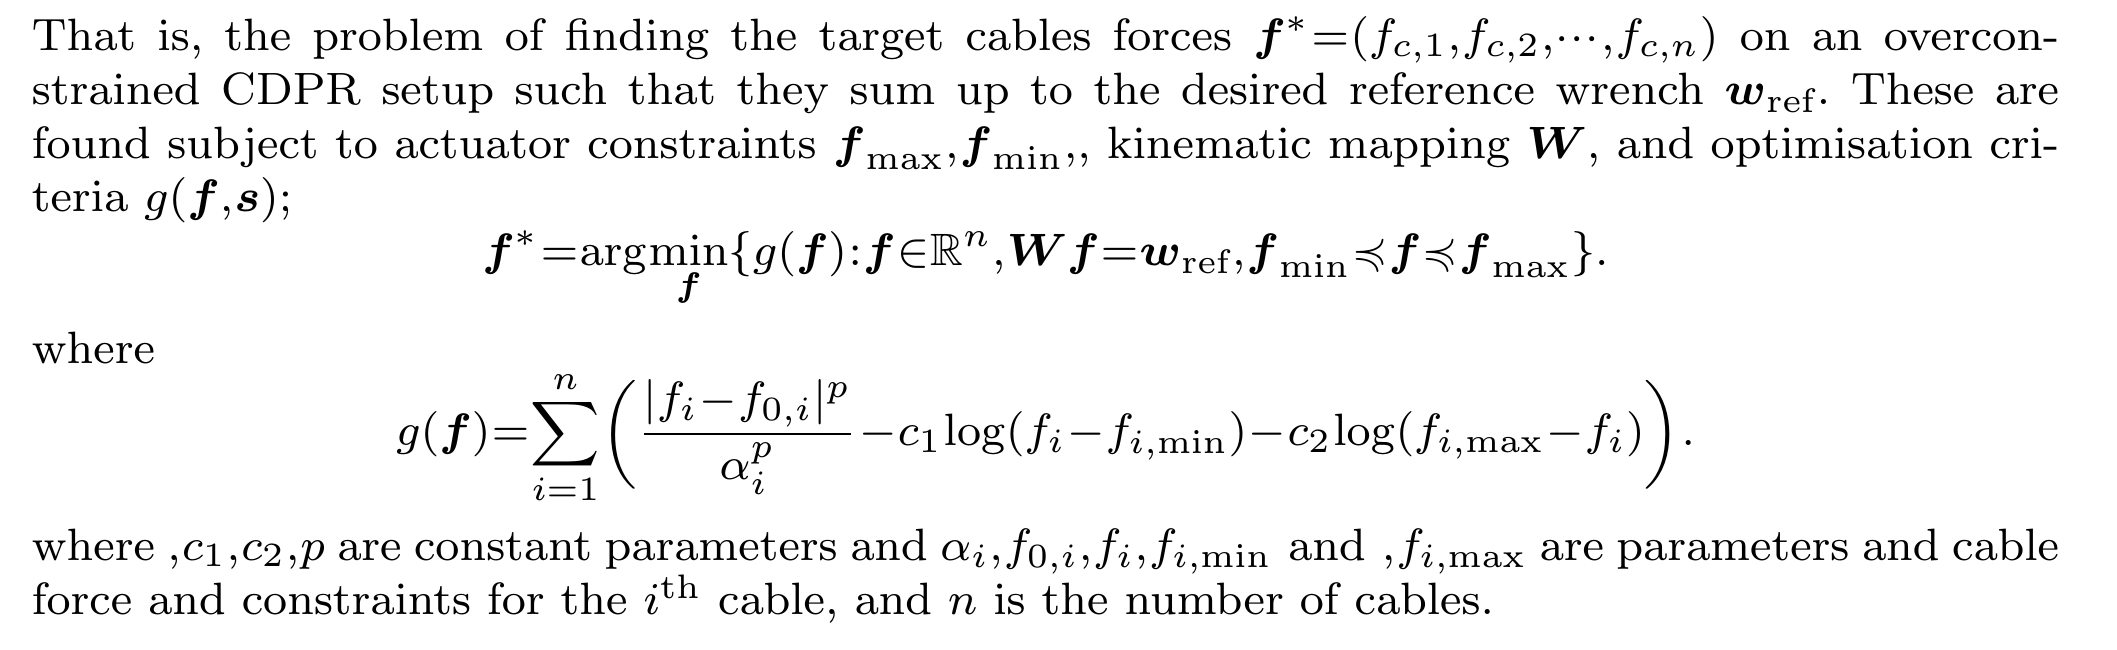 That is, the problem of finding the target cables forces f*=(f_{c,1},f_{c,2},⋯,f_{c,n}) on an overcon-
strained CDPR setup such that they sum up to the desired reference wrench w_ref. These are
found subject to actuator constraints f_max,f_min,, kinematic mapping W, and optimisation cri-
teria g(f,s);
f*=argmin_f{g(f):f∈ℝ^n,Wf=w_ref,f_min≼f≼f_max}.
where
g(f)=∑_{i=1}^{n}(|f_i−f_{0,i}|^p/α_i^p−c_1log(f_i−f_{i,min})−c_2log(f_{i,max}−f_i)).
where ,c_1,c_2,p are constant parameters and α_i,f_{0,i},f_i,f_{i,min} and ,f_{i,max} are parameters and cable
force and constraints for the i^th cable, and n is the number of cables.